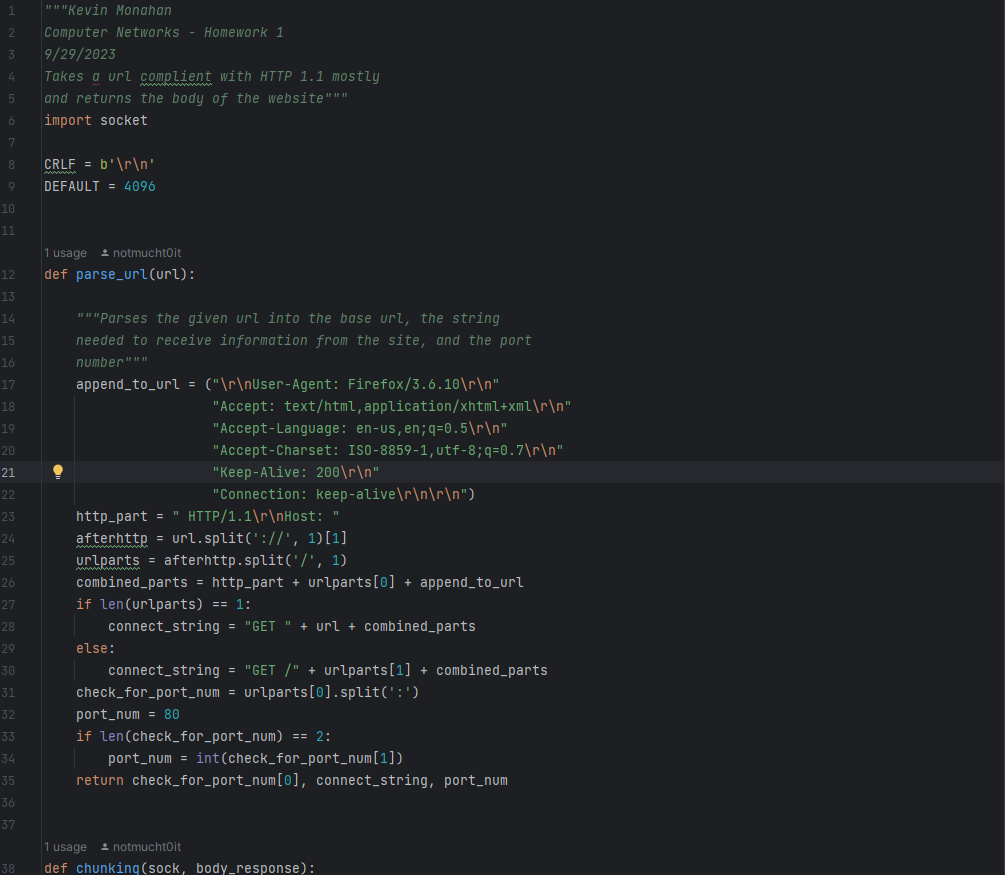 1 """Kevin Monahan
2 Computer Networks - Homework 1
3 9/29/2023
4 Takes a url complient with HTTP 1.1 mostly
5 and returns the body of the website"""
6 import socket
7
8 CRLF = b'\r\n'
9 DEFAULT = 4096
10
11
1 usage notmucht0it
12 def parse_url(url):
13
14 """Parses the given url into the base url, the string
15 needed to receive information from the site, and the port
16 number"""
17 append_to_url = ("\r\nUser-Agent: Firefox/3.6.10\r\n"
18 "Accept: text/html,application/xhtml+xml\r\n"
19 "Accept-Language: en-us,en;q=0.5\r\n"
20 "Accept-Charset: ISO-8859-1,utf-8;q=0.7\r\n"
21 "Keep-Alive: 200\r\n"
22 "Connection: keep-alive\r\n\r\n")
23 http_part = " HTTP/1.1\r\nHost: "
24 afterhttp = url.split('://', 1)[1]
25 urlparts = afterhttp.split('/', 1)
26 combined_parts = http_part + urlparts[0] + append_to_url
27 if len(urlparts) == 1:
28 connect_string = "GET " + url + combined_parts
29 else:
30 connect_string = "GET /" + urlparts[1] + combined_parts
31 check_for_port_num = urlparts[0].split(':')
32 port_num = 80
33 if len(check_for_port_num) == 2:
34 port_num = int(check_for_port_num[1])
35 return check_for_port_num[0], connect_string, port_num
36
37
1 usage notmucht0it
38 def chunking(sock, body_response):